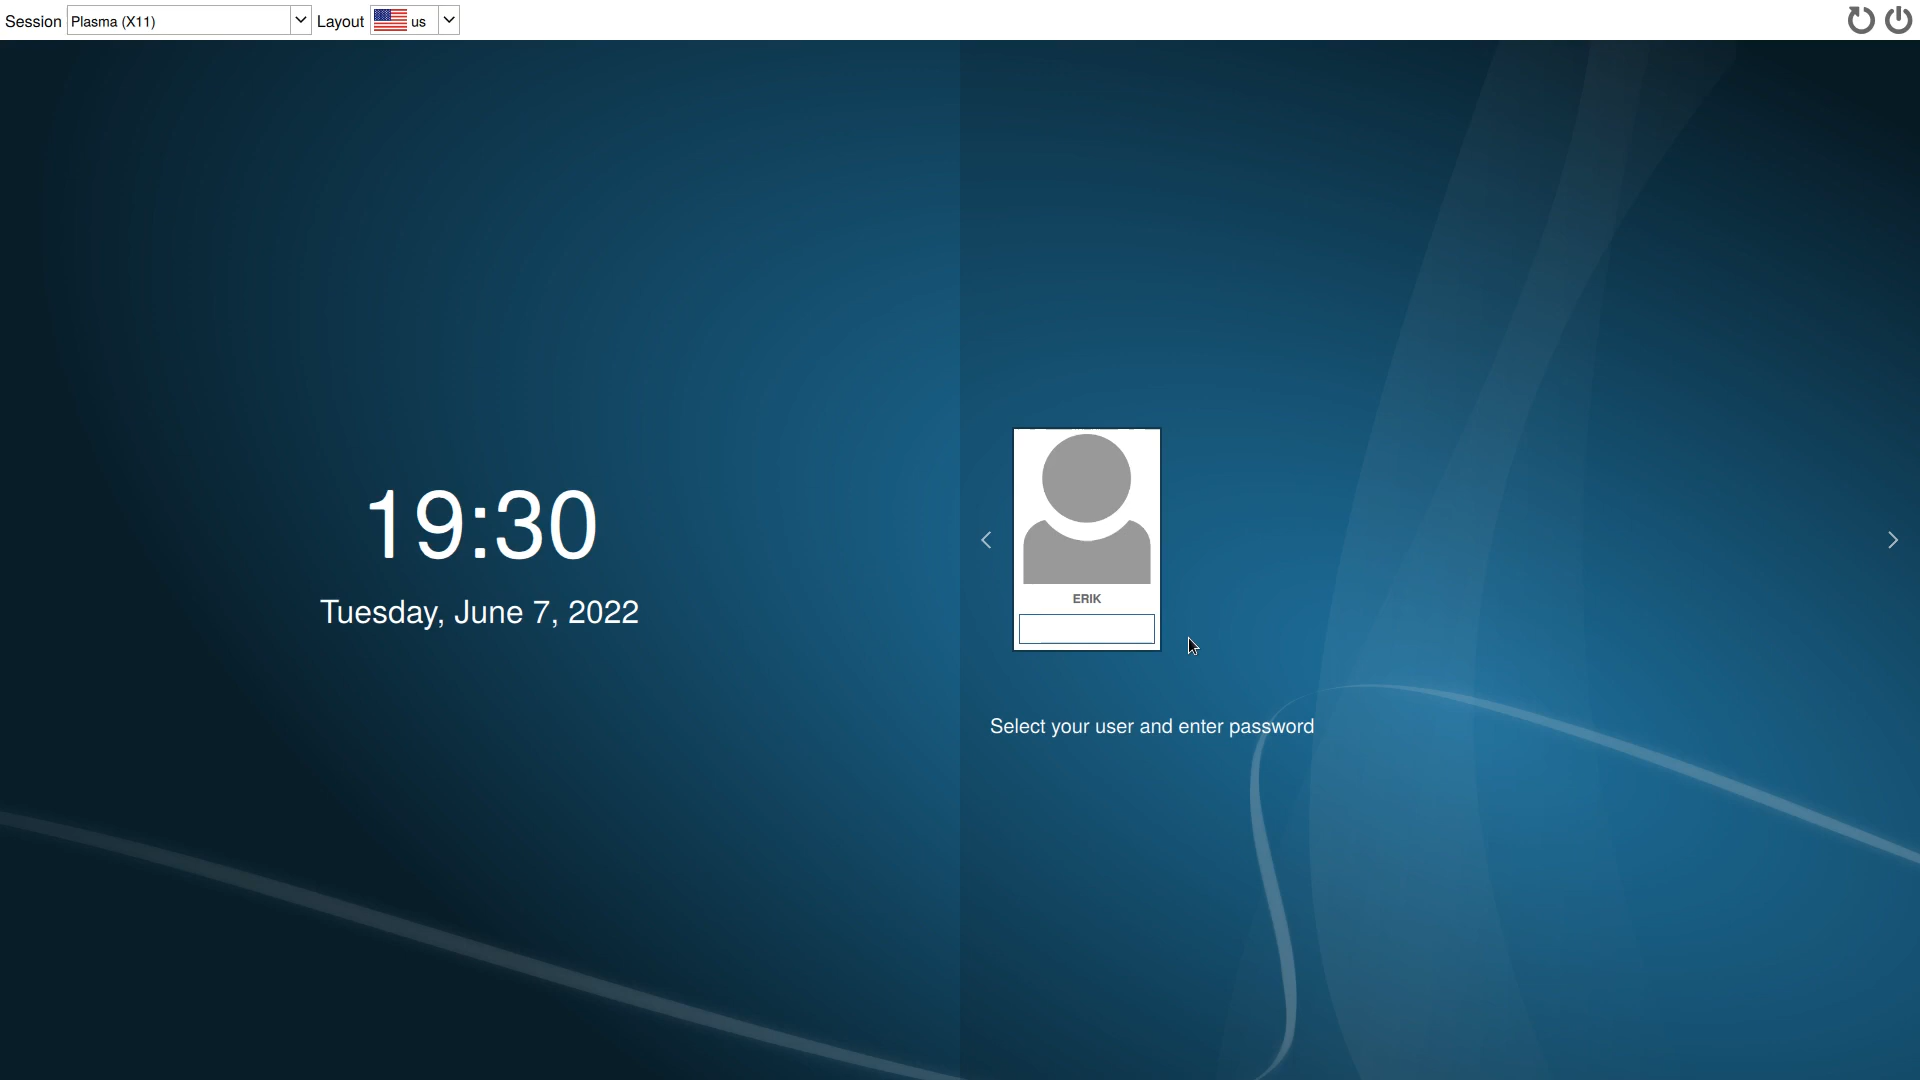 Session Plasma (X11) Layout us
19:30
Tuesday, June 7, 2022
ERIK
Select your user and enter password